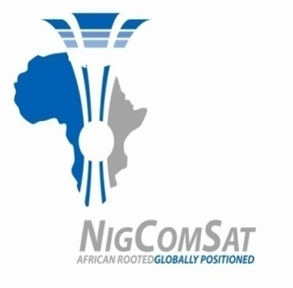 NIGCOMSAT
AFRICAN ROOTED GLOBALLY POSITIONED